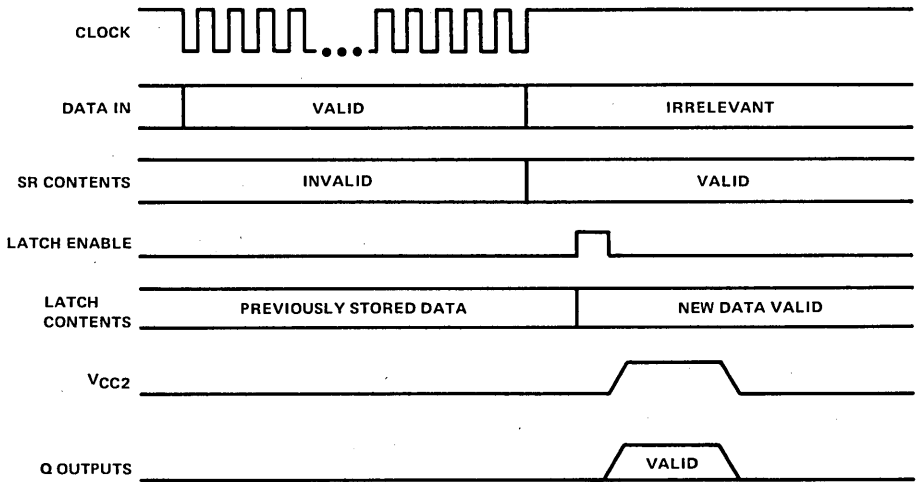 CLOCK
DATA IN
VALID
IRRELEVANT
SR CONTENTS
INVALID
VALID
LATCH ENABLE
LATCH
CONTENTS
PREVIOUSLY STORED DATA
NEW DATA VALID
VCC2
Q OUTPUTS
VALID